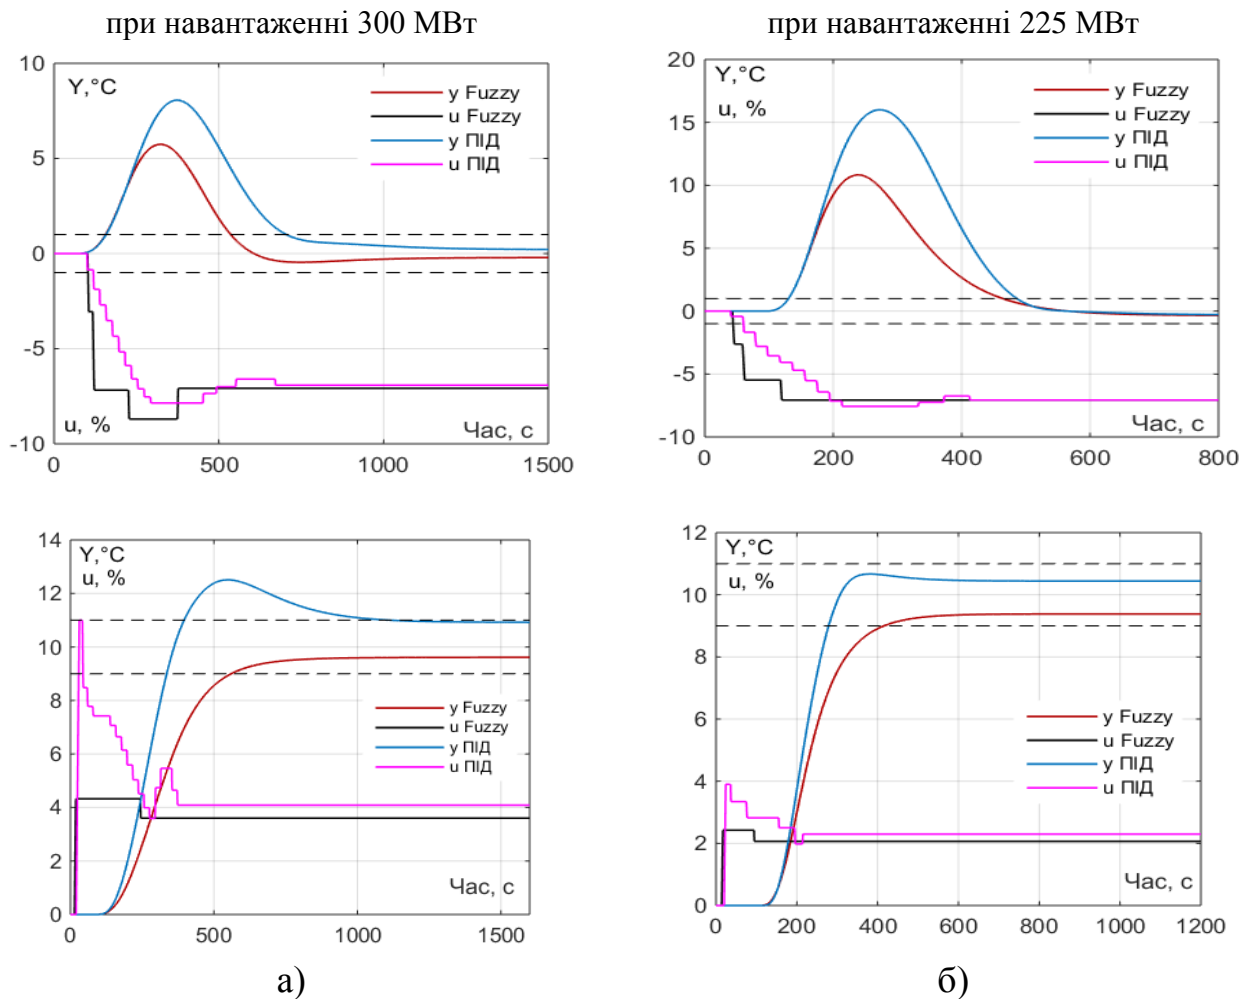 при навантаженні 300 МВт
при навантаженні 225 МВт
10
5
0
-5
-10
Y,°C
y Fuzzy
u Fuzzy
y ПІД
u ПІД
u, %
Час, с
0
500
1000
1500
20
15
10
5
0
-5
-10
Y,°C
u, %
y Fuzzy
u Fuzzy
y ПІД
u ПІД
Час, с
0
200
400
600
800
14
12
10
8
6
4
2
0
Y,°C
u, %
y Fuzzy
u Fuzzy
y ПІД
u ПІД
Час, с
0
500
1000
1500
12
10
8
6
4
2
0
Y,°C
u, %
y Fuzzy
u Fuzzy
y ПІД
u ПІД
Час, с
0
200
400
600
800
1000
1200
а)
б)